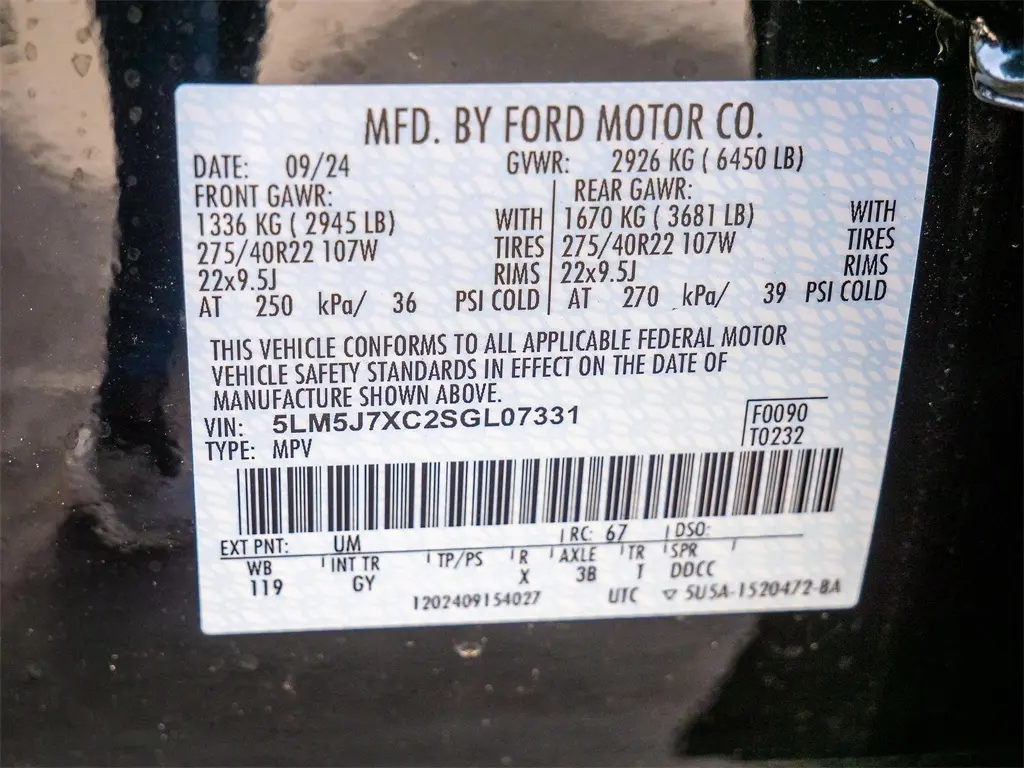 MFD. BY FORD MOTOR CO.
DATE: 09/24 GVWR: 2926 KG ( 6450 LB)
FRONT GAWR: REAR GAWR:
1336 KG ( 2945 LB) WITH 1670 KG ( 3681 LB) WITH
275/40R22 107W TIRES 275/40R22 107W TIRES
22x9.5J RIMS 22x9.5J RIMS
AT 250 kPa/ 36 PSI COLD AT 270 kPa/ 39 PSI COLD
THIS VEHICLE CONFORMS TO ALL APPLICABLE FEDERAL MOTOR
VEHICLE SAFETY STANDARDS IN EFFECT ON THE DATE OF
MANUFACTURE SHOWN ABOVE.
VIN: 5LM5J7XC2SGL07331 F0090
TYPE: MPV T0232
EXT PNT: UM RC: 67 DSO:
WB INT TR TP/PS R AXLE TR SPR
119 GY X 3B T DDCC
1202409154027 UTC ▽ 5U5A-1520472-BA